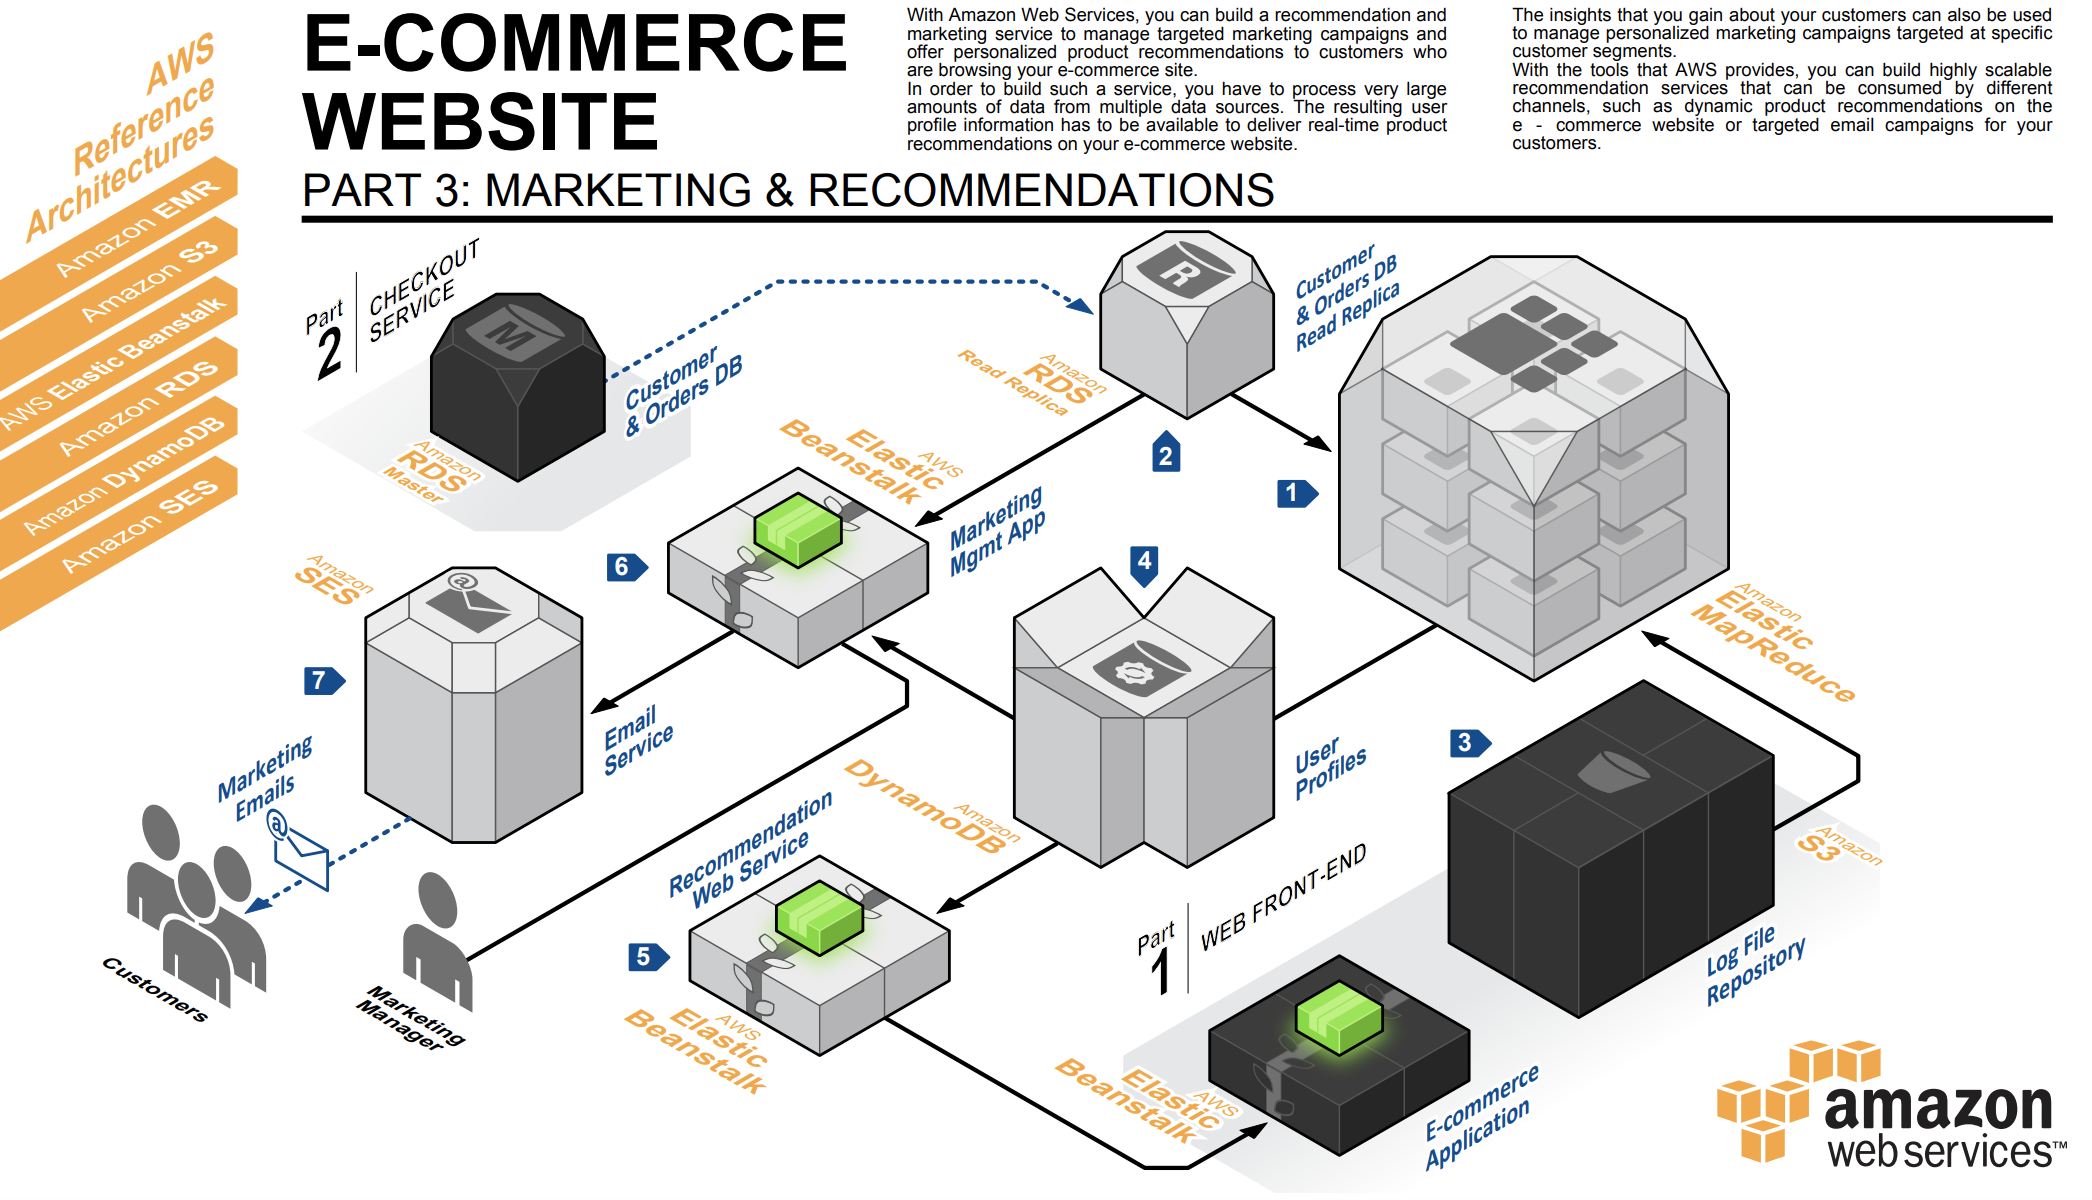 AWS
Reference
Architectures
Amazon EMR
Amazon S3
AWS Elastic Beanstalk
Amazon RDS
Amazon DynamoDB
Amazon SES
E-COMMERCE
WEBSITE
PART 3: MARKETING & RECOMMENDATIONS
With Amazon Web Services, you can build a recommendation and
marketing service to manage targeted marketing campaigns and
offer personalized product recommendations to customers who
are browsing your e-commerce site.
In order to build such a service, you have to process very large
amounts of data from multiple data sources. The resulting user
profile information has to be available to deliver real-time product
recommendations on your e-commerce website.
The insights that you gain about your customers can also be used
to manage personalized marketing campaigns targeted at specific
customer segments.
With the tools that AWS provides, you can build highly scalable
recommendation services that can be consumed by different
channels, such as dynamic product recommendations on the
e - commerce website or targeted email campaigns for your
customers.
Part
2
CHECKOUT
SERVICE
M
Customer
& Orders DB
Amazon
RDS
Master
R
Customer
& Orders DB
Read Replica
Amazon
RDS
Read Replica
2
1
Amazon
Elastic
MapReduce
AWS
Elastic
Beanstalk
Marketing
Mgmt App
6
4
Amazon
SES
@
7
Email
Service
Marketing
Emails
@
Customers
Marketing
Manager
User
Profiles
Amazon
DynamoDB
3
Amazon
S3
Log File
Repository
Recommendation
Web Service
5
AWS
Elastic
Beanstalk
Part
1
WEB FRONT-END
AWS
Elastic
Beanstalk
E-commerce
Application
amazon
web services™